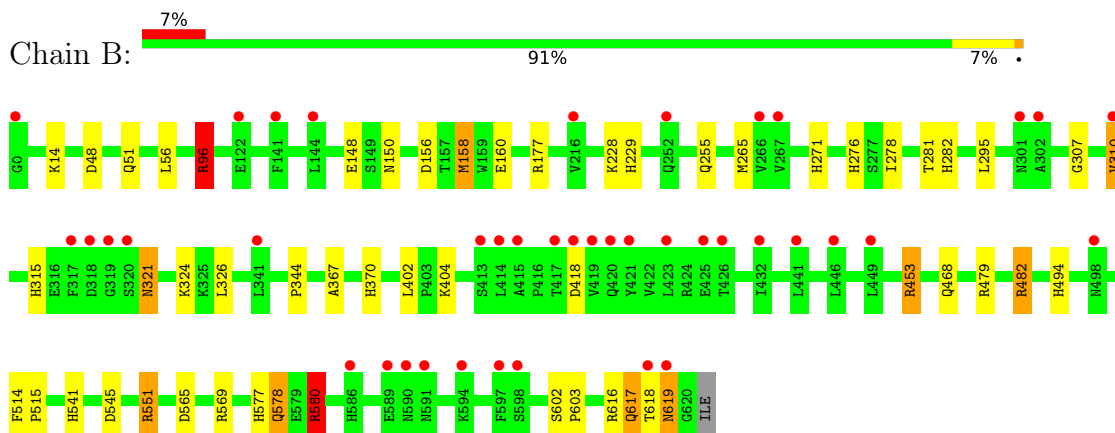 7%
Chain B:
91%
7%
•
G0 K14 D48 Q51 L56 R96 E122 F141 L144 E148 S149 N150 D156 T157 M158 W159 E160 R177 V216 K228 H229 Q252 Q255 M265 V266 V267 H271 H276 S277 I278 T281 H282 L295 N301 A302 G307 V310
H315 E316 F317 D318 G319 S320 N321 K324 K325 L326 L341 P344 A367 H370 L402 P403 K404 S413 L414 A415 P416 T417 D418 V419 Q420 Y421 V422 L423 R424 E425 T426 I432 L441 L446 L449 R453 Q468 R479 R482 H494 N498
F514 P515 H541 D545 R551 D565 R569 H577 Q578 E579 R580 H586 E589 N590 N591 K594 F597 S598 S602 P603 R616 Q617 T618 N619 G620 ILE